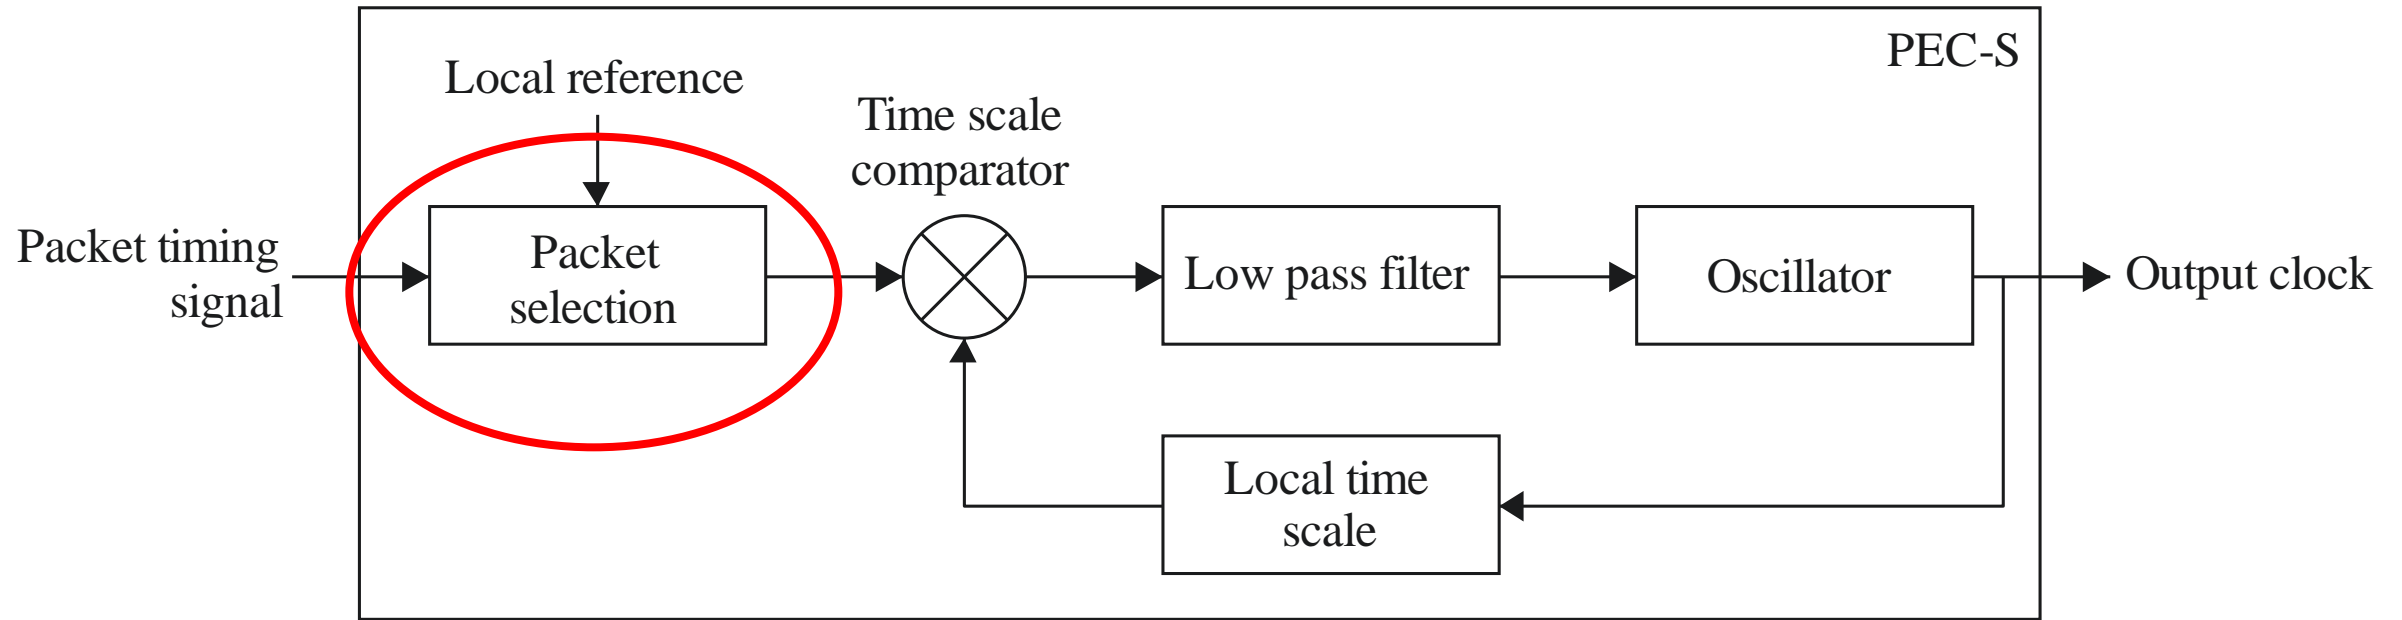 PEC-S
Local reference
Time scale
comparator
Packet timing
signal
Packet
selection
Low pass filter
Oscillator
Output clock
Local time
scale